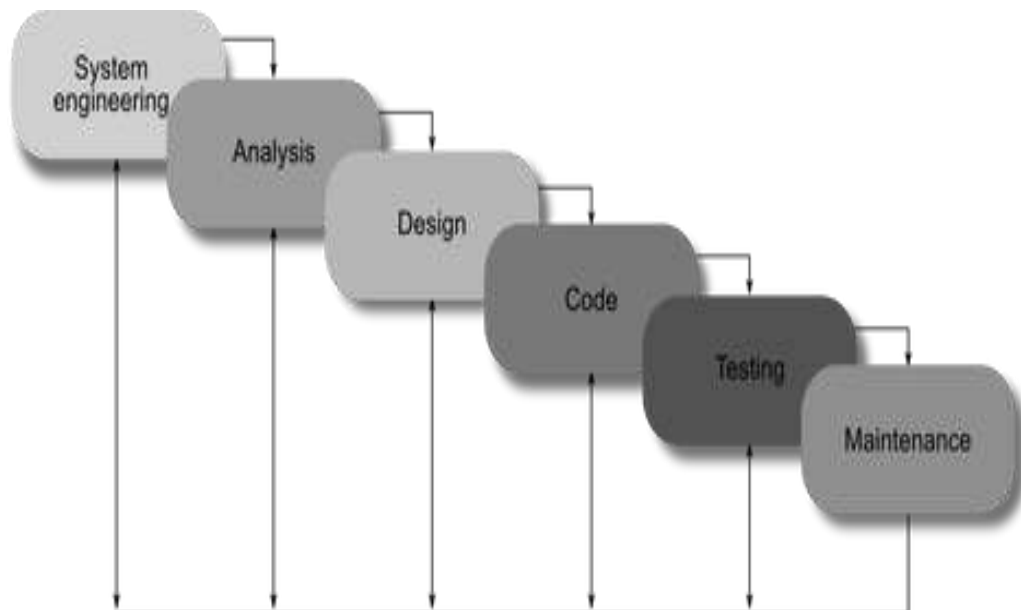 System
engineering
Analysis
Design
Code
Testing
Maintenance